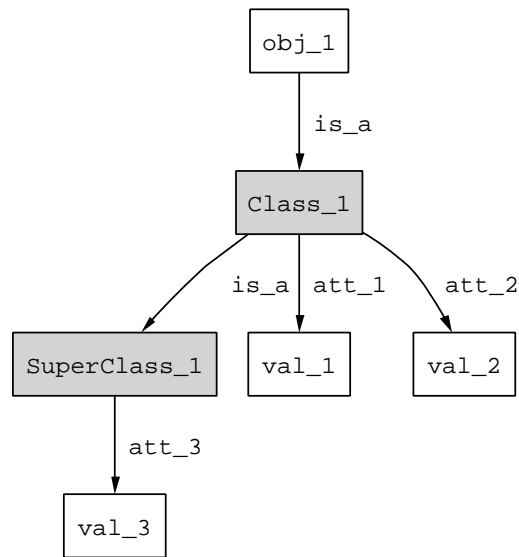 obj_1
is_a
Class_1
is_a att_1 att_2
SuperClass_1 val_1 val_2
att_3
val_3